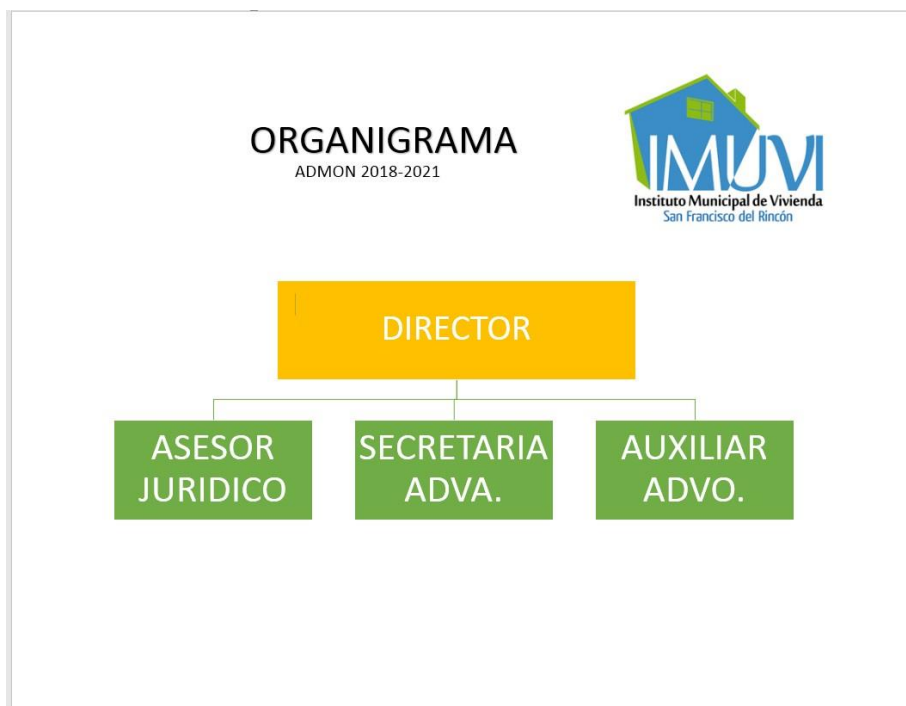 ORGANIGRAMA
ADMON 2018-2021
IMUVI
Instituto Municipal de Vivienda
San Francisco del Rincón
DIRECTOR
ASESOR
JURIDICO
SECRETARIA
ADVA.
AUXILIAR
ADVO.